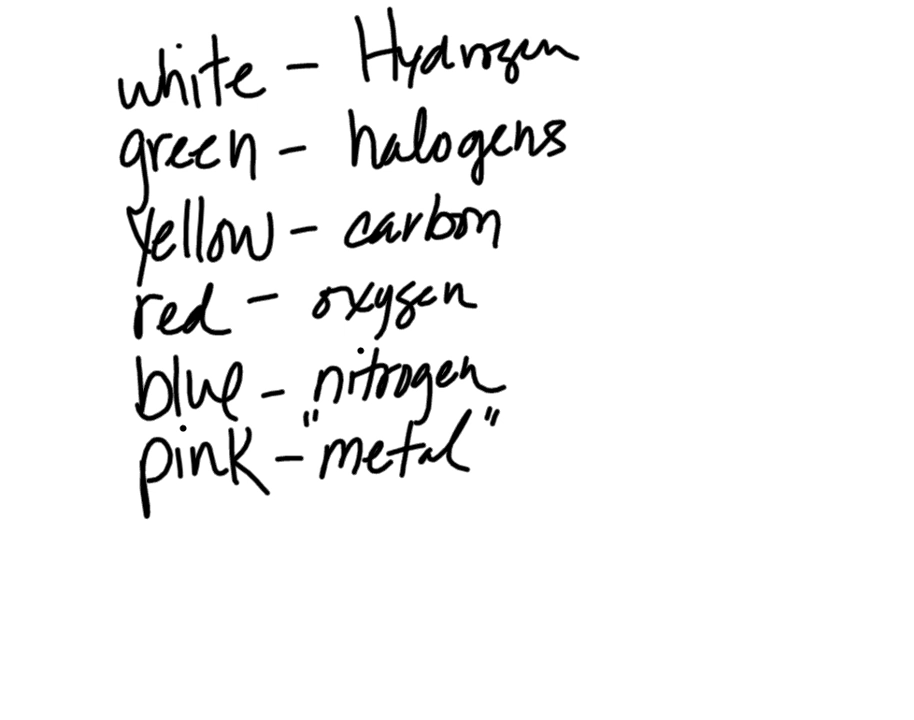 white - Hydrogen
green - halogens
yellow - carbon
red - oxygen
blue - nitrogen
pink - "metal"